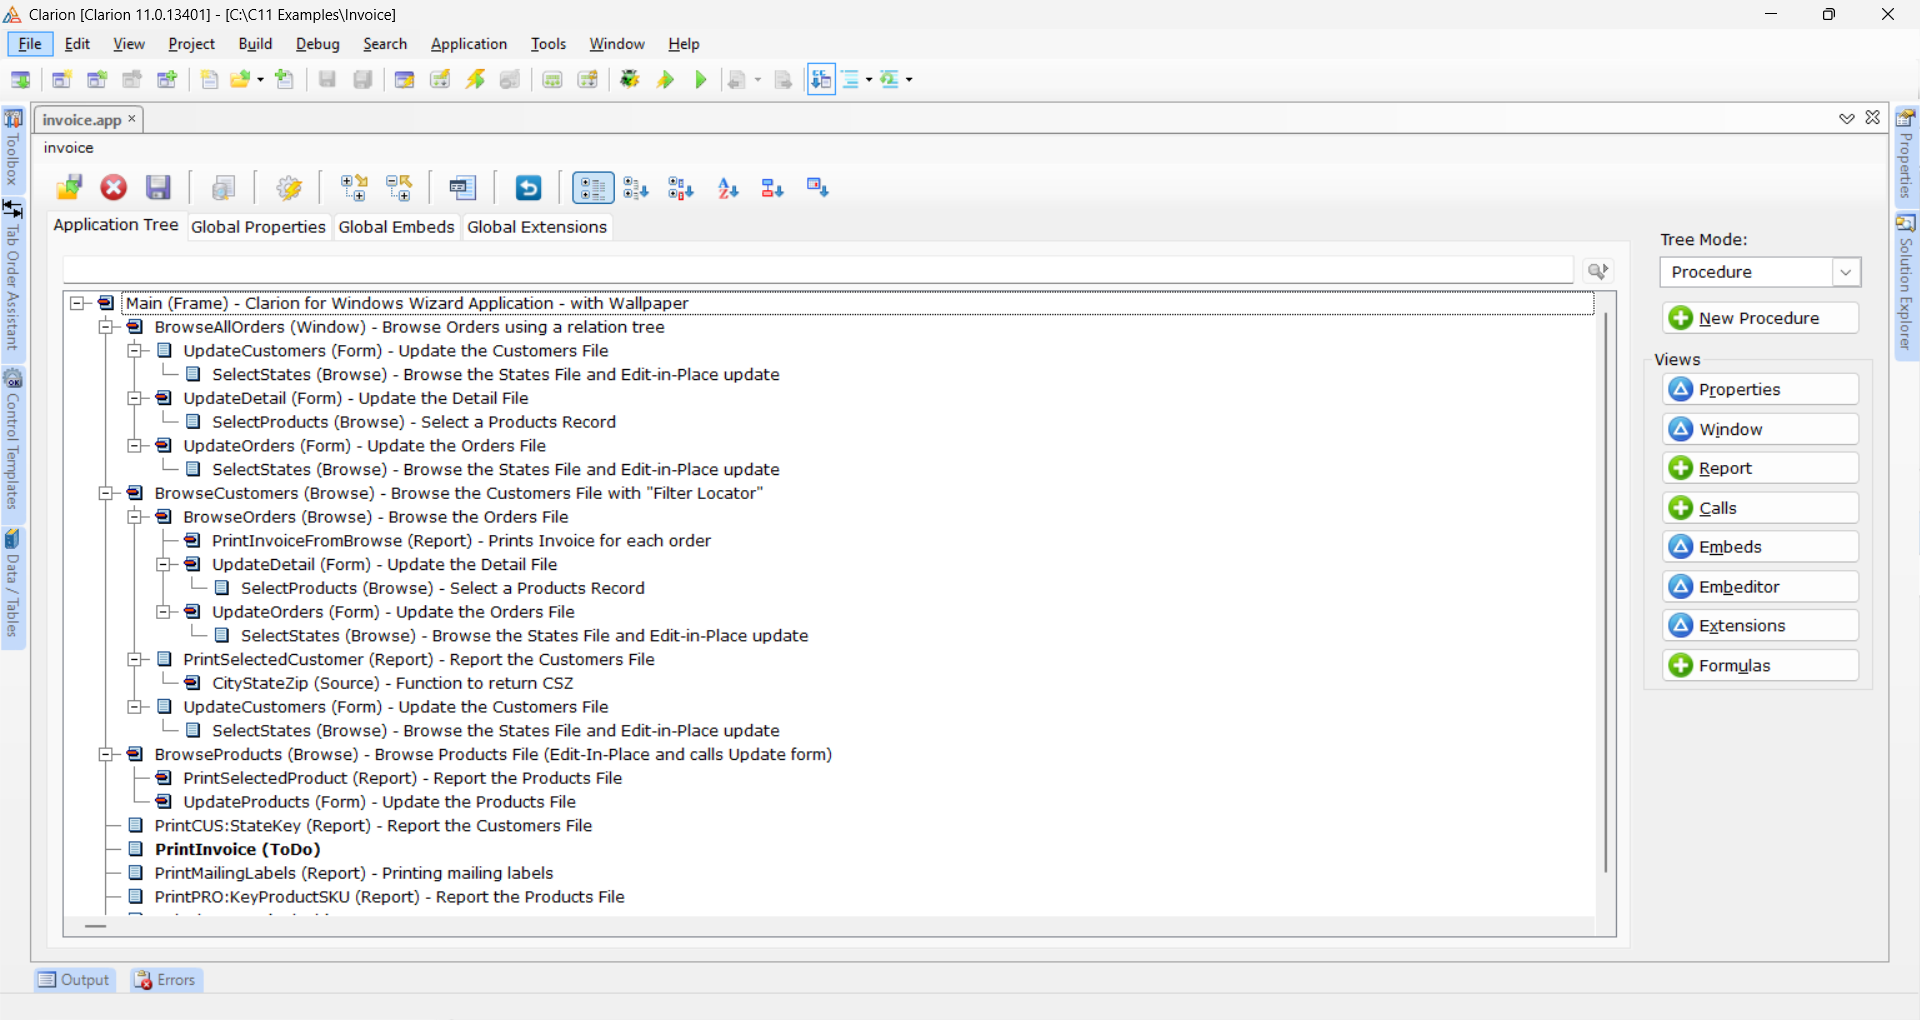 Clarion [Clarion 11.0.13401] - [C:\C11 Examples\Invoice]
File Edit View Project Build Debug Search Application Tools Window Help
invoice.app
invoice
Application Tree Global Properties Global Embeds Global Extensions
Main (Frame) - Clarion for Windows Wizard Application - with Wallpaper
BrowseAllOrders (Window) - Browse Orders using a relation tree
UpdateCustomers (Form) - Update the Customers File
SelectStates (Browse) - Browse the States File and Edit-in-Place update
UpdateDetail (Form) - Update the Detail File
SelectProducts (Browse) - Select a Products Record
UpdateOrders (Form) - Update the Orders File
SelectStates (Browse) - Browse the States File and Edit-in-Place update
BrowseCustomers (Browse) - Browse the Customers File with "Filter Locator"
BrowseOrders (Browse) - Browse the Orders File
PrintInvoiceFromBrowse (Report) - Prints Invoice for each order
UpdateDetail (Form) - Update the Detail File
SelectProducts (Browse) - Select a Products Record
UpdateOrders (Form) - Update the Orders File
SelectStates (Browse) - Browse the States File and Edit-in-Place update
PrintSelectedCustomer (Report) - Report the Customers File
CityStateZip (Source) - Function to return CSZ
UpdateCustomers (Form) - Update the Customers File
SelectStates (Browse) - Browse the States File and Edit-in-Place update
BrowseProducts (Browse) - Browse Products File (Edit-In-Place and calls Update form)
PrintSelectedProduct (Report) - Report the Products File
UpdateProducts (Form) - Update the Products File
PrintCUS:StateKey (Report) - Report the Customers File
PrintInvoice (ToDo)
PrintMailingLabels (Report) - Printing mailing labels
PrintPRO:KeyProductSKU (Report) - Report the Products File
Tree Mode:
Procedure
New Procedure
Views
Properties
Window
Report
Calls
Embeds
Embeditor
Extensions
Formulas
Toolbox
Tab Order Assistant
Control Templates
Data / Tables
Properties
Solution Explorer
Output Errors